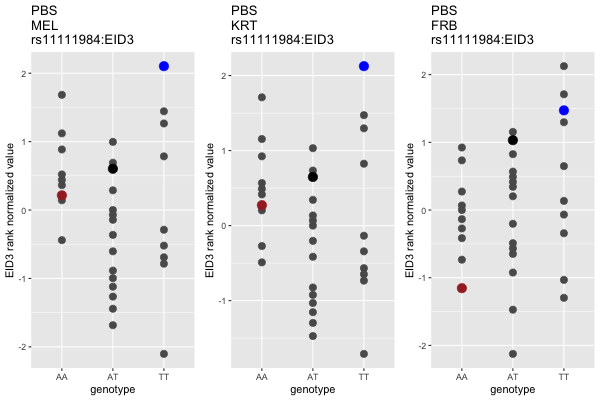 PBS
MEL
rs11111984:EID3
EID3 rank normalized value
2
1
0
-1
-2
AA
AT
TT
genotype
PBS
KRT
rs11111984:EID3
EID3 rank normalized value
2
1
0
-1
AA
AT
TT
genotype
PBS
FRB
rs11111984:EID3
EID3 rank normalized value
2
1
0
-1
-2
AA
AT
TT
genotype